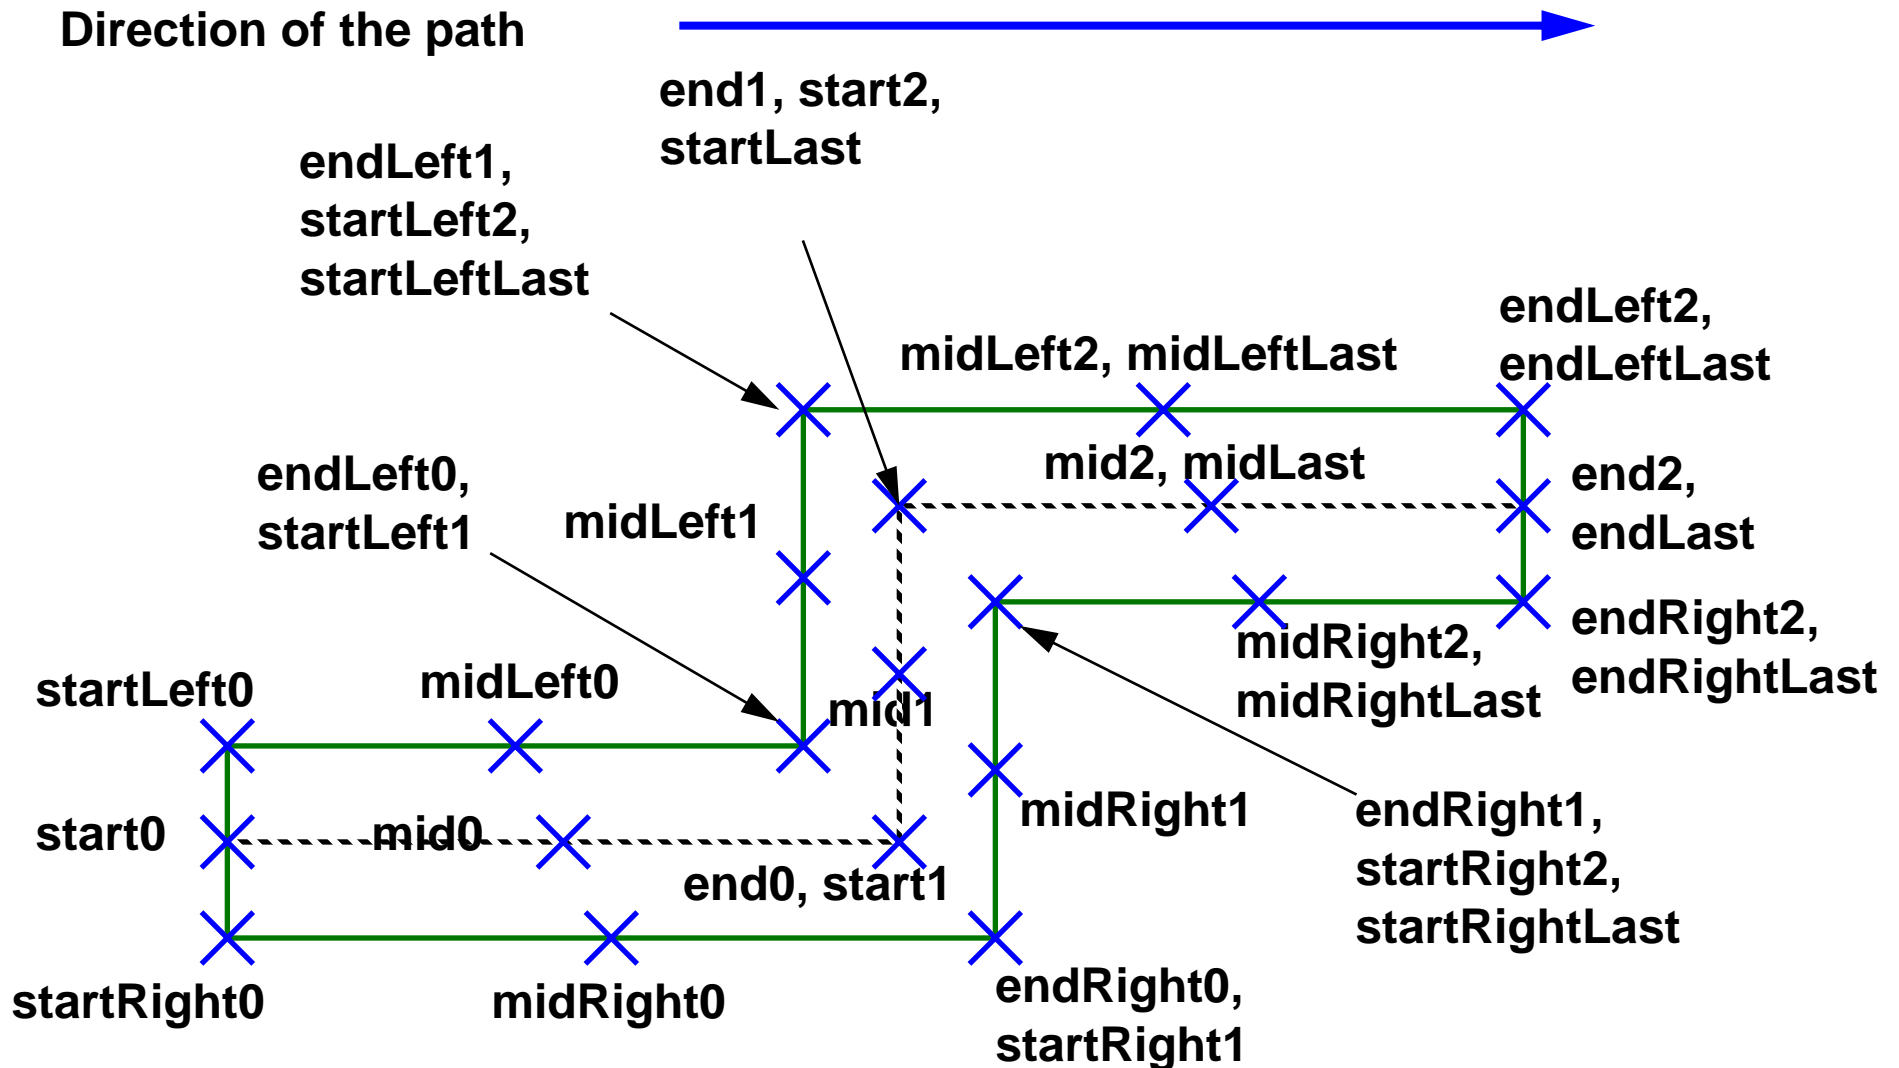 Direction of the path
end1, start2,
startLast
endLeft1,
startLeft2,
startLeftLast
endLeft2,
endLeftLast
midLeft2, midLeftLast
mid2, midLast
endLeft0,
startLeft1
midLeft1
end2,
endLast
endRight2,
endRightLast
midRight2,
midRightLast
startLeft0
midLeft0
mid1
start0
mid0
midRight1
end0, start1
endRight1,
startRight2,
startRightLast
startRight0
midRight0
endRight0,
startRight1